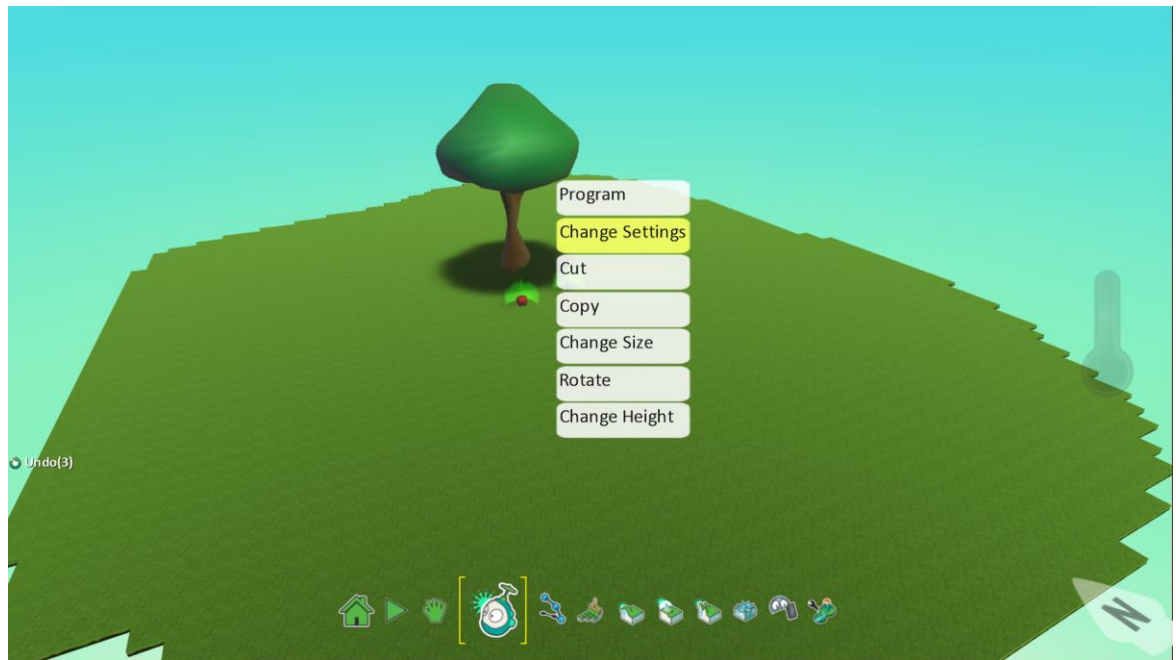 Program
Change Settings
Cut
Copy
Change Size
Rotate
Change Height
Undo(3)
N